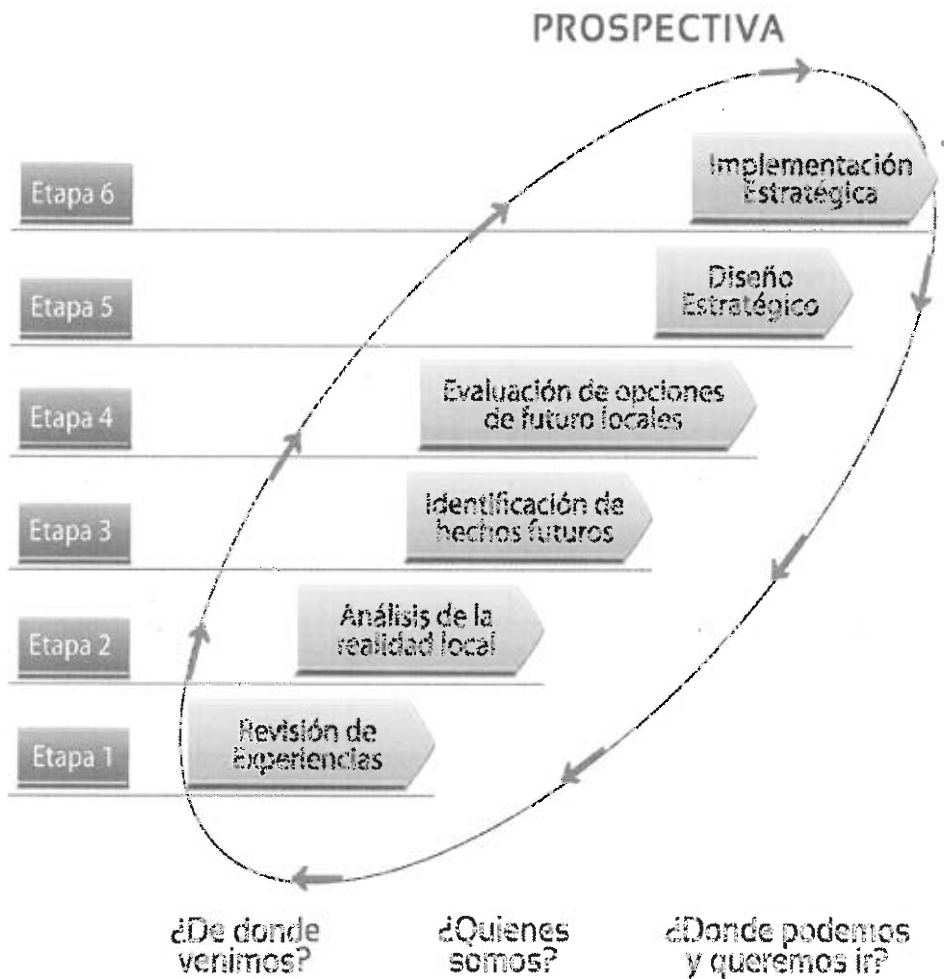 PROSPECTIVA
Etapa 6
Implementación
Estratégica
Etapa 5
Diseño
Estratégico
Etapa 4
Evaluación de opciones
de futuro locales
Etapa 3
Identificación de
hechos futuros
Etapa 2
Análisis de la
realidad local
Etapa 1
Revisión de
Experiencias
¿De donde
venimos?
¿Quienes
somos?
¿Donde podemos
y queremos ir?